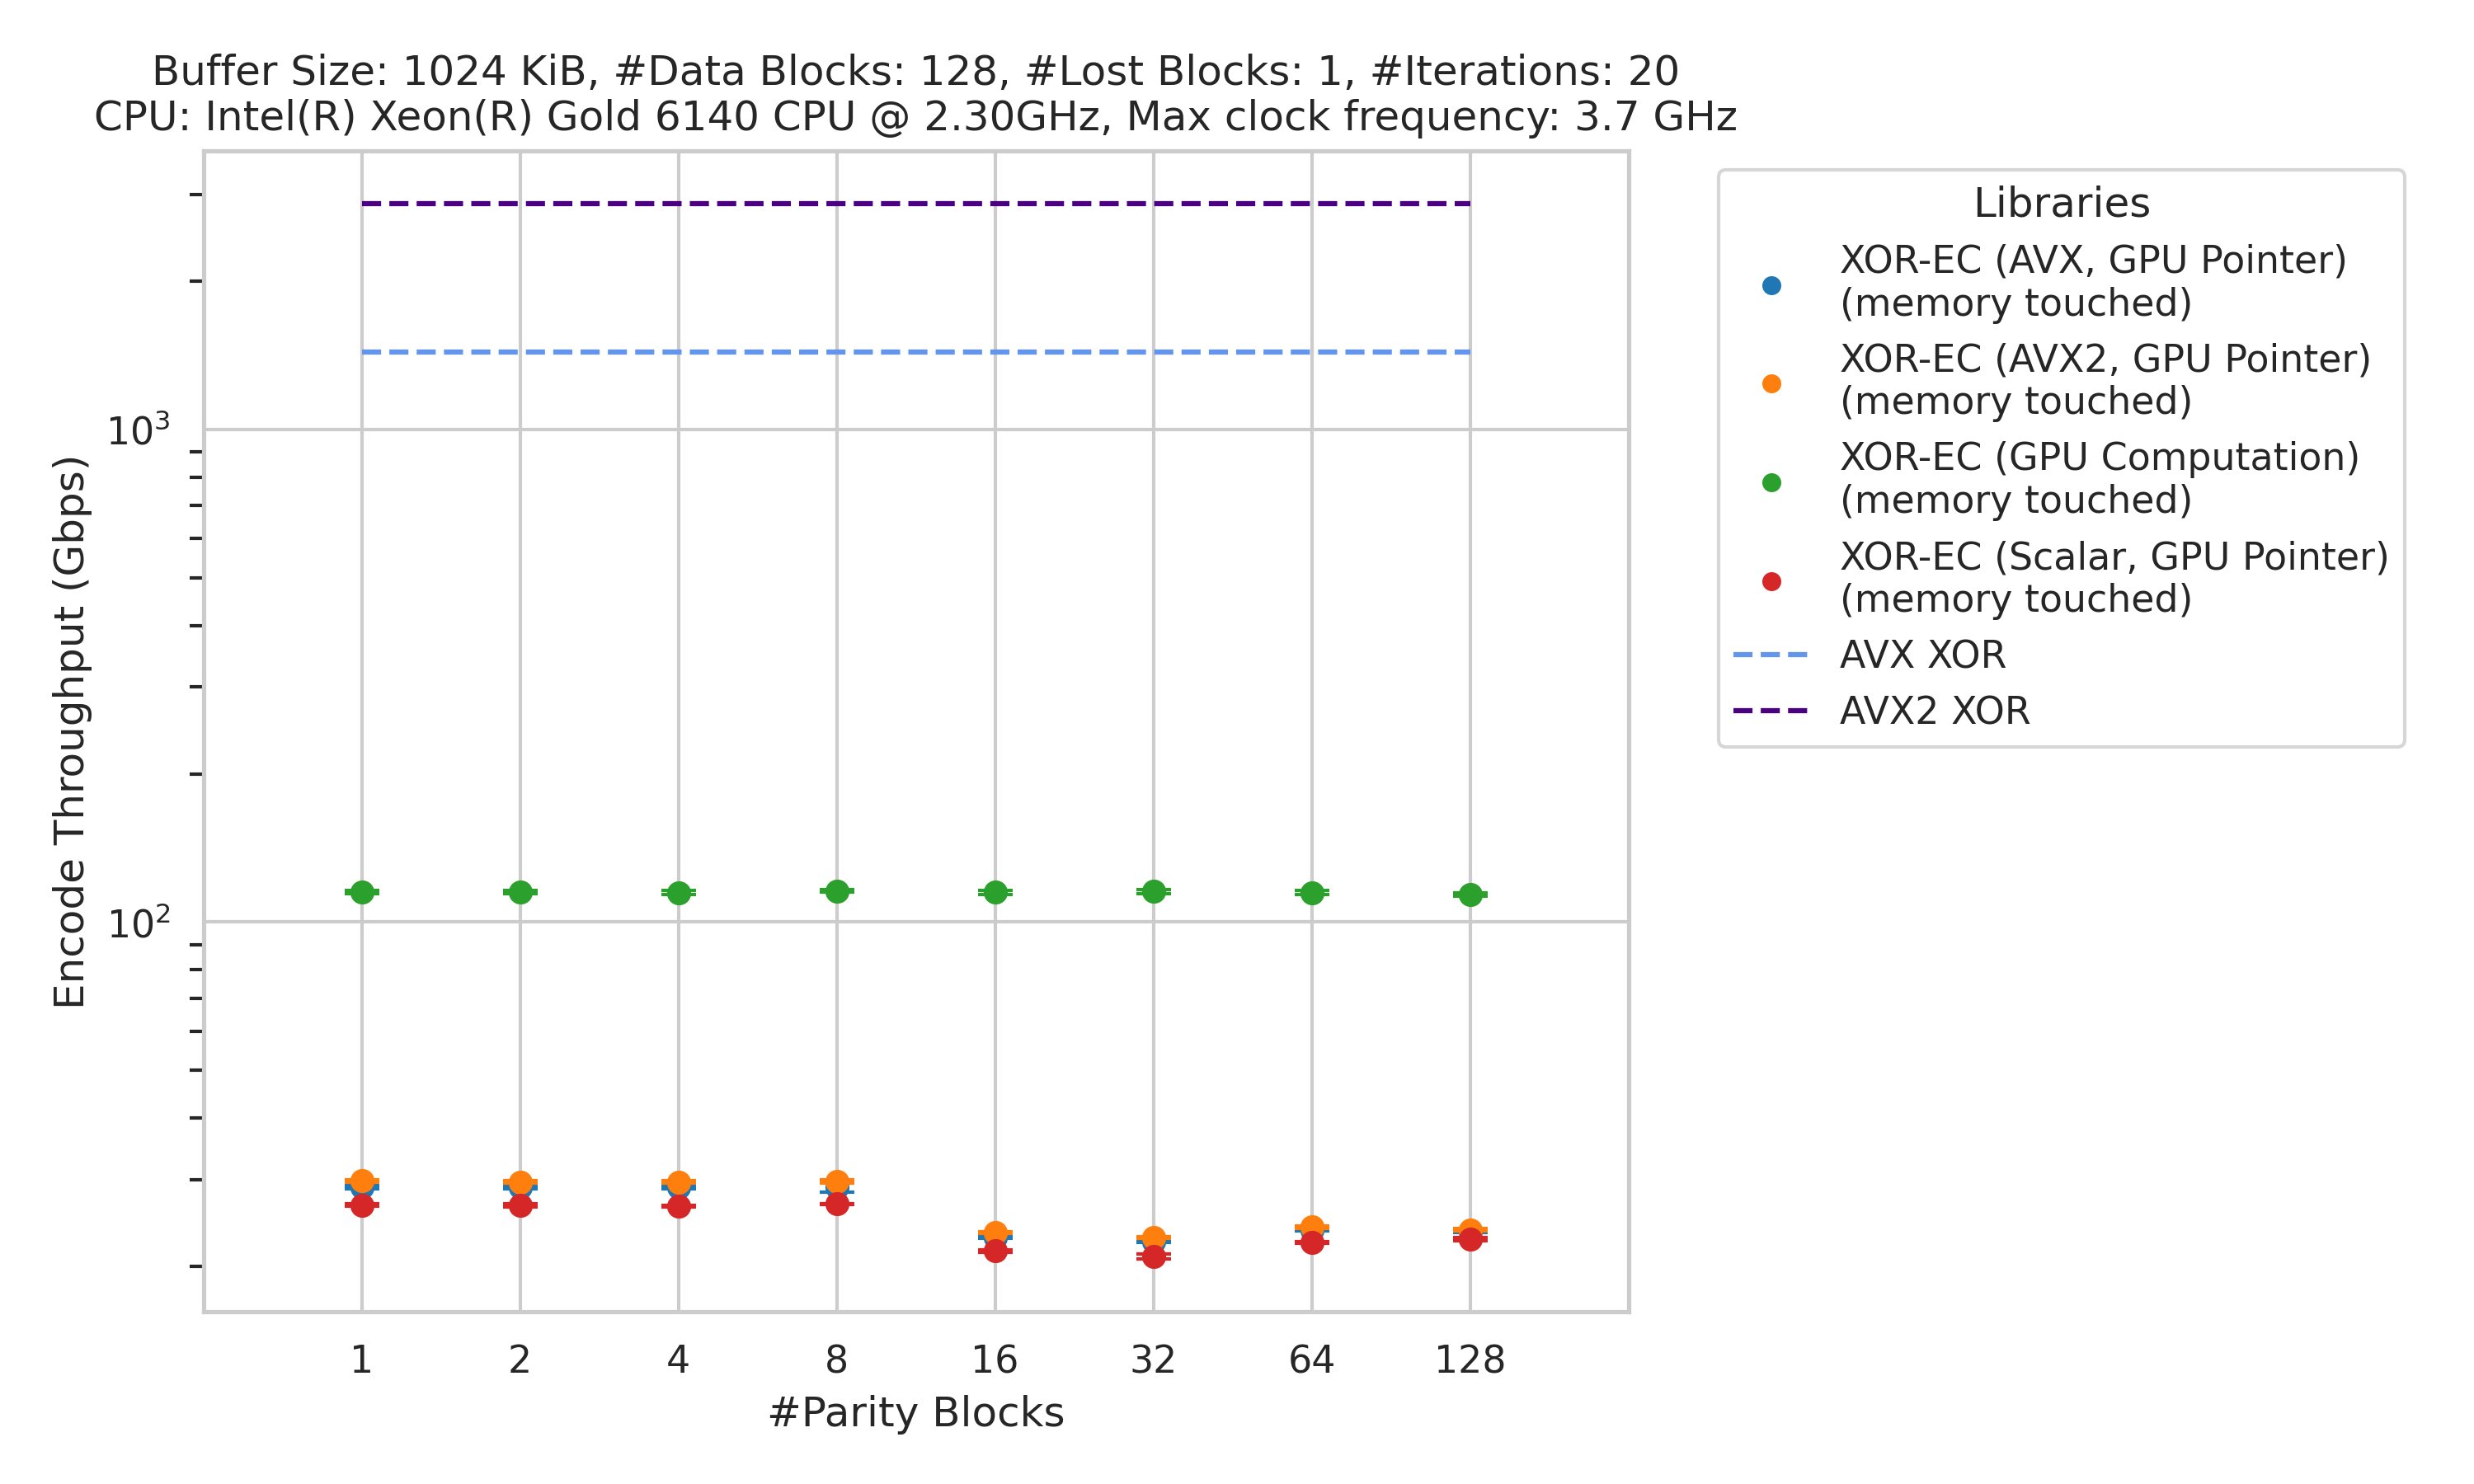 Buffer Size: 1024 KiB, #Data Blocks: 128, #Lost Blocks: 1, #Iterations: 20
CPU: Intel(R) Xeon(R) Gold 6140 CPU @ 2.30GHz, Max clock frequency: 3.7 GHz
Encode Throughput (Gbps)
10³
10²
1 2 4 8 16 32 64 128
#Parity Blocks
Libraries
XOR-EC (AVX, GPU Pointer)
(memory touched)
XOR-EC (AVX2, GPU Pointer)
(memory touched)
XOR-EC (GPU Computation)
(memory touched)
XOR-EC (Scalar, GPU Pointer)
(memory touched)
AVX XOR
AVX2 XOR